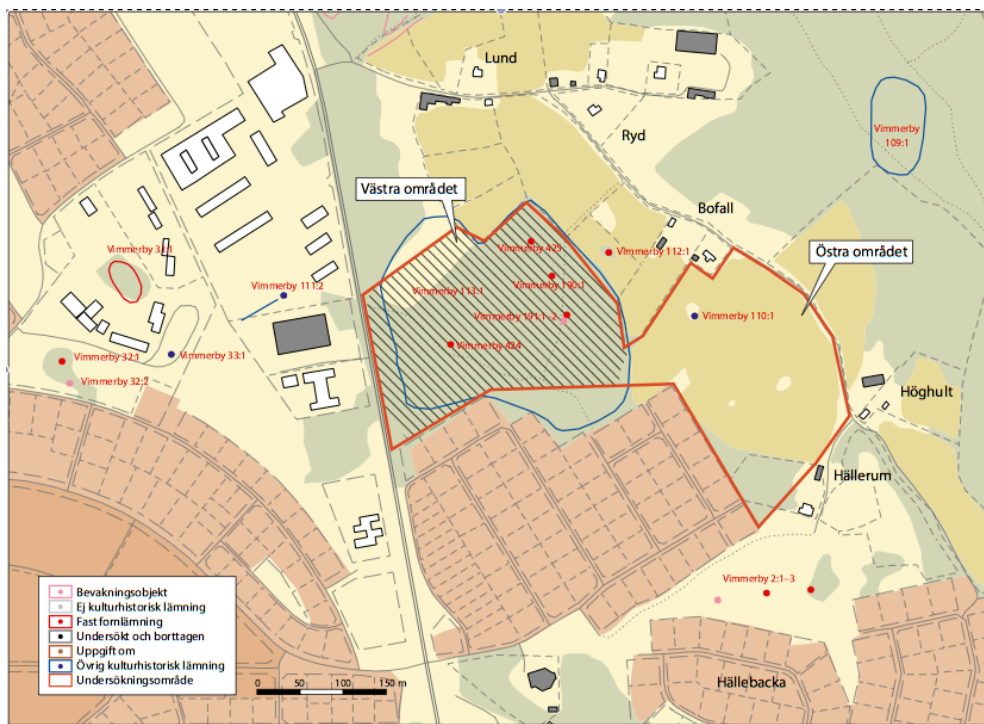 Lund
Ryd
Vimmerby
109:1
Västra området
Bofall
Vimmerby 31:1
Vimmerby 425
Vimmerby 112:1
Östra området
Vimmerby 111:2
Vimmerby 113:1
Vimmerby 190:1
Vimmerby 191:1–2
Vimmerby 110:1
Vimmerby 424
Vimmerby 32:1
Vimmerby 33:1
Vimmerby 32:2
Höghult
Hällerum
Vimmerby 2:1–3
Hällebacka
Bevakningsobjekt
Ej kulturhistorisk lämning
Fast fornlämning
Undersökt och borttagen
Uppgift om
Övrig kulturhistorisk lämning
Undersökningsområde
0 50 100 150 m